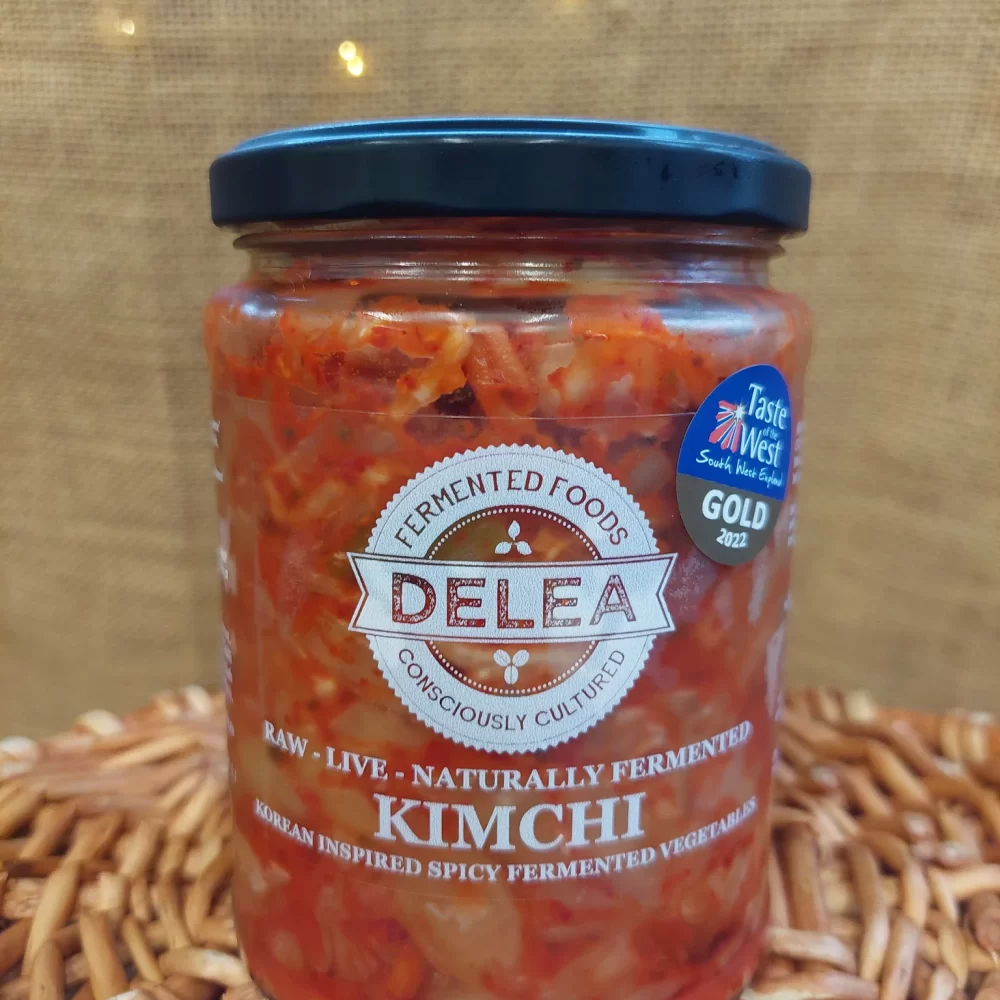 Taste
of the
West
South West England
GOLD
2022
FERMENTED FOODS
DELEA
CONSCIOUSLY CULTURED
RAW - LIVE - NATURALLY FERMENTED
KIMCHI
KOREAN INSPIRED SPICY FERMENTED VEGETABLES